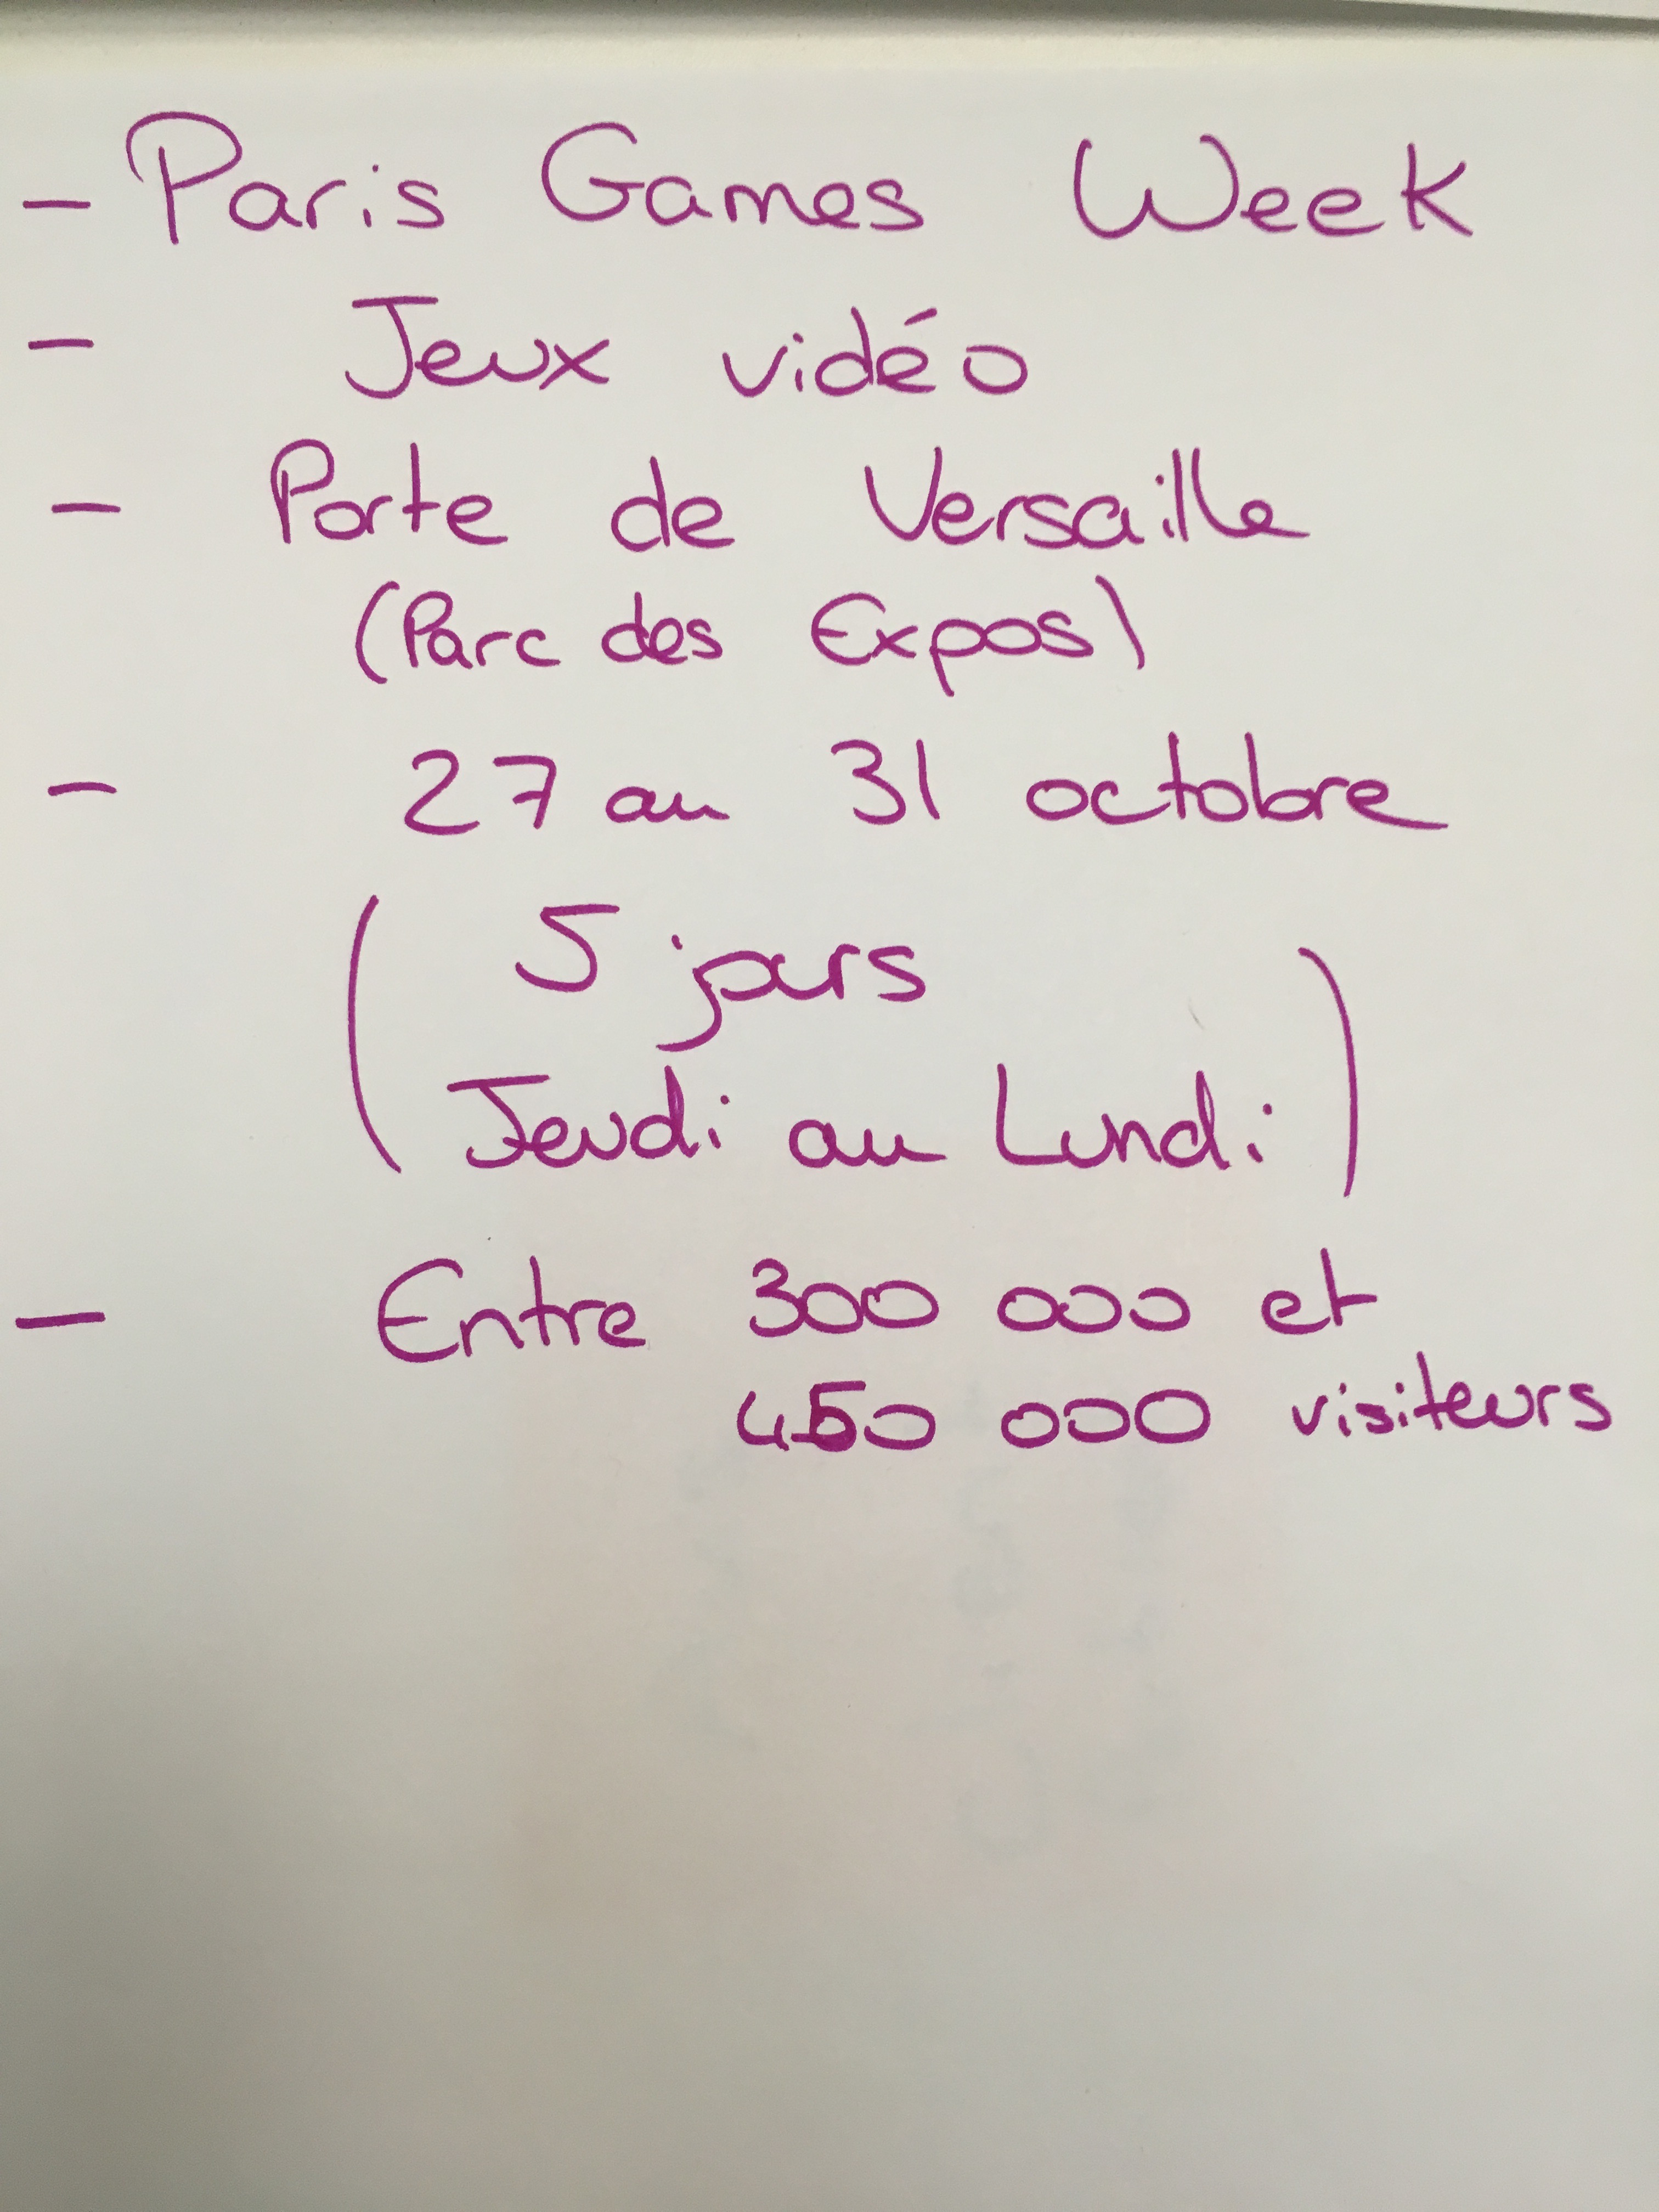 - Paris Games Week
- Jeux vidéo
- Porte de Versaille
(Parc des Expos)
- 27 au 31 octobre
( 5 jours
Jeudi au Lundi )
- Entre 300 000 et
450 000 visiteurs